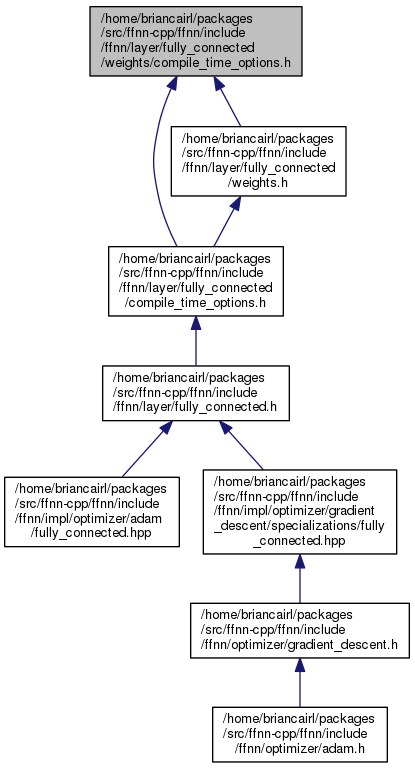 /home/briancairl/packages
/src/ffnn-cpp/ffnn/include
/ffnn/layer/fully_connected
/weights/compile_time_options.h
/home/briancairl/packages
/src/ffnn-cpp/ffnn/include
/ffnn/layer/fully_connected
/weights.h
/home/briancairl/packages
/src/ffnn-cpp/ffnn/include
/ffnn/layer/fully_connected
/compile_time_options.h
/home/briancairl/packages
/src/ffnn-cpp/ffnn/include
/ffnn/layer/fully_connected.h
/home/briancairl/packages
/src/ffnn-cpp/ffnn/include
/ffnn/impl/optimizer/adam
/fully_connected.hpp
/home/briancairl/packages
/src/ffnn-cpp/ffnn/include
/ffnn/impl/optimizer/gradient
_descent/specializations/fully
_connected.hpp
/home/briancairl/packages
/src/ffnn-cpp/ffnn/include
/ffnn/optimizer/gradient_descent.h
/home/briancairl/packages
/src/ffnn-cpp/ffnn/include
/ffnn/optimizer/adam.h